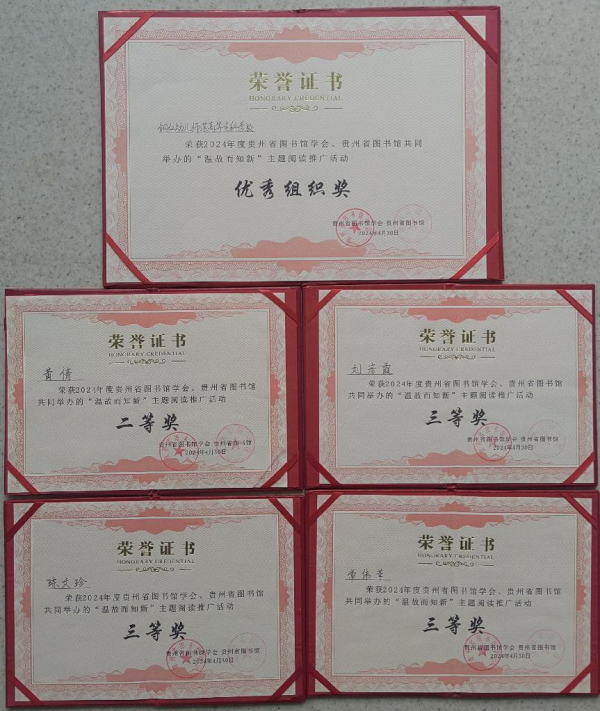 荣誉证书
HONORARY CREDENTIAL
铜仁幼儿师范高等专科学校
荣获2024年度贵州省图书馆学会、贵州省图书馆共同
举办的“温故而知新”主题阅读推广活动
优秀组织奖
贵州省图书馆学会 贵州省图书馆
2024年4月30日
荣誉证书
HONORARY CREDENTIAL
黄倩
荣获2024年度贵州省图书馆学会、贵州省图书馆
共同举办的“温故而知新”主题阅读推广活动
二等奖
贵州省图书馆学会 贵州省图书馆
2024年4月30日
荣誉证书
HONORARY CREDENTIAL
霞
荣获2024年度贵州省图书馆学会、贵州省图书馆
共同举办的“温故而知新”主题阅读推广活动
三等奖
贵州省图书馆学会 贵州省图书馆
2024年4月30日
荣誉证书
HONORARY CREDENTIAL
珍
荣获2024年度贵州省图书馆学会、贵州省图书馆
共同举办的“温故而知新”主题阅读推广活动
三等奖
贵州省图书馆学会 贵州省图书馆
2024年4月30日
荣誉证书
HONORARY CREDENTIAL
荣获2024年度贵州省图书馆学会、贵州省图书馆
共同举办的“温故而知新”主题阅读推广活动
三等奖
贵州省图书馆学会 贵州省图书馆
2024年4月30日